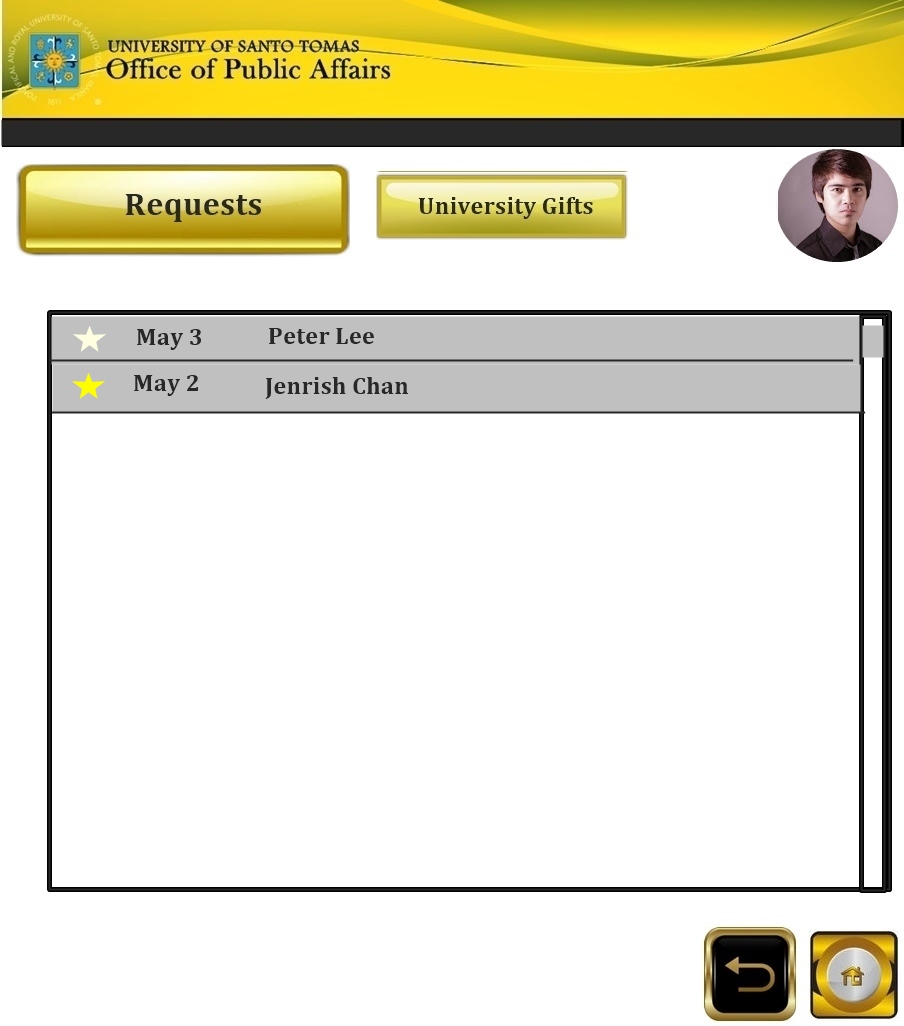 UNIVERSITY OF SANTO TOMAS
Office of Public Affairs
Requests
University Gifts
May 3 Peter Lee
May 2 Jenrish Chan